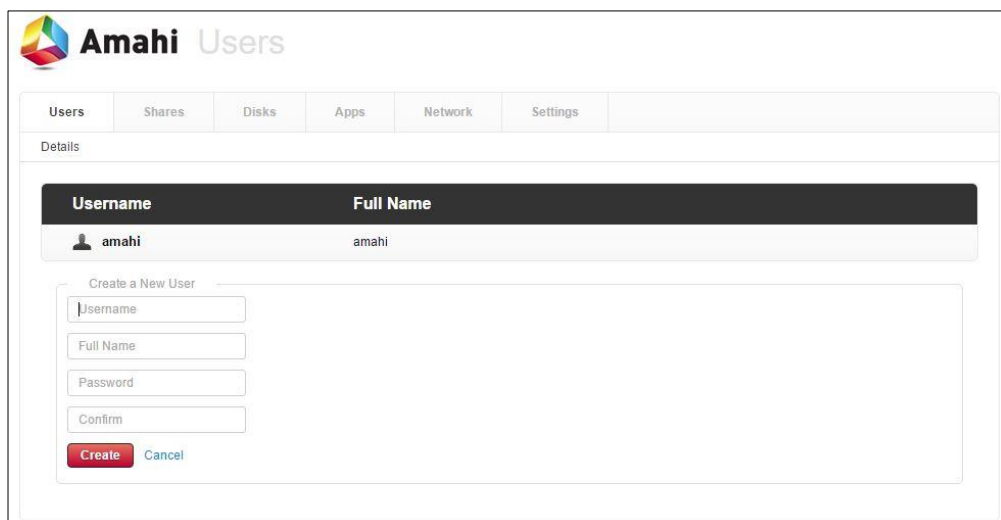 Amahi Users
Users Shares Disks Apps Network Settings
Details
Username Full Name
amahi amahi
Create a New User
Username
Full Name
Password
Confirm
Create Cancel